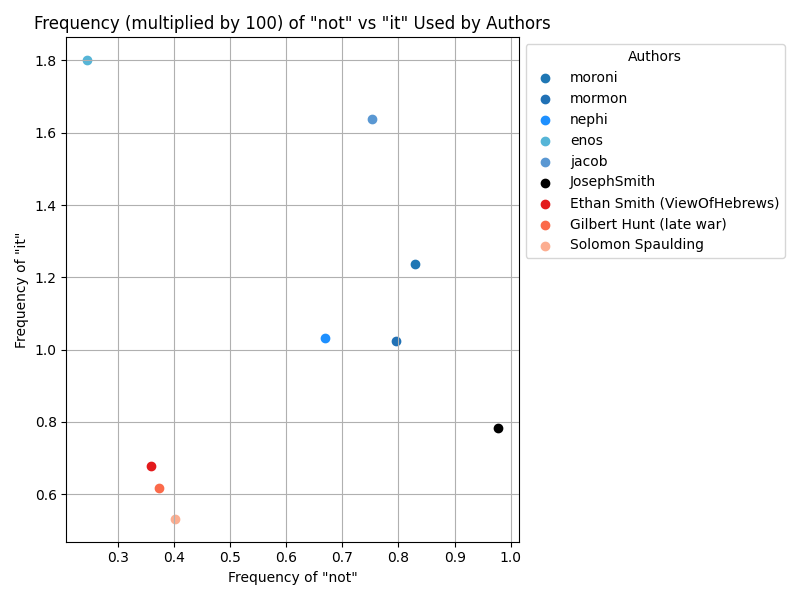 Frequency (multiplied by 100) of "not" vs "it" Used by Authors
Frequency of "it"
1.8
1.6
1.4
1.2
1.0
0.8
0.6
0.3 0.4 0.5 0.6 0.7 0.8 0.9 1.0
Frequency of "not"
Authors
moroni
mormon
nephi
enos
jacob
JosephSmith
Ethan Smith (ViewOfHebrews)
Gilbert Hunt (late war)
Solomon Spaulding